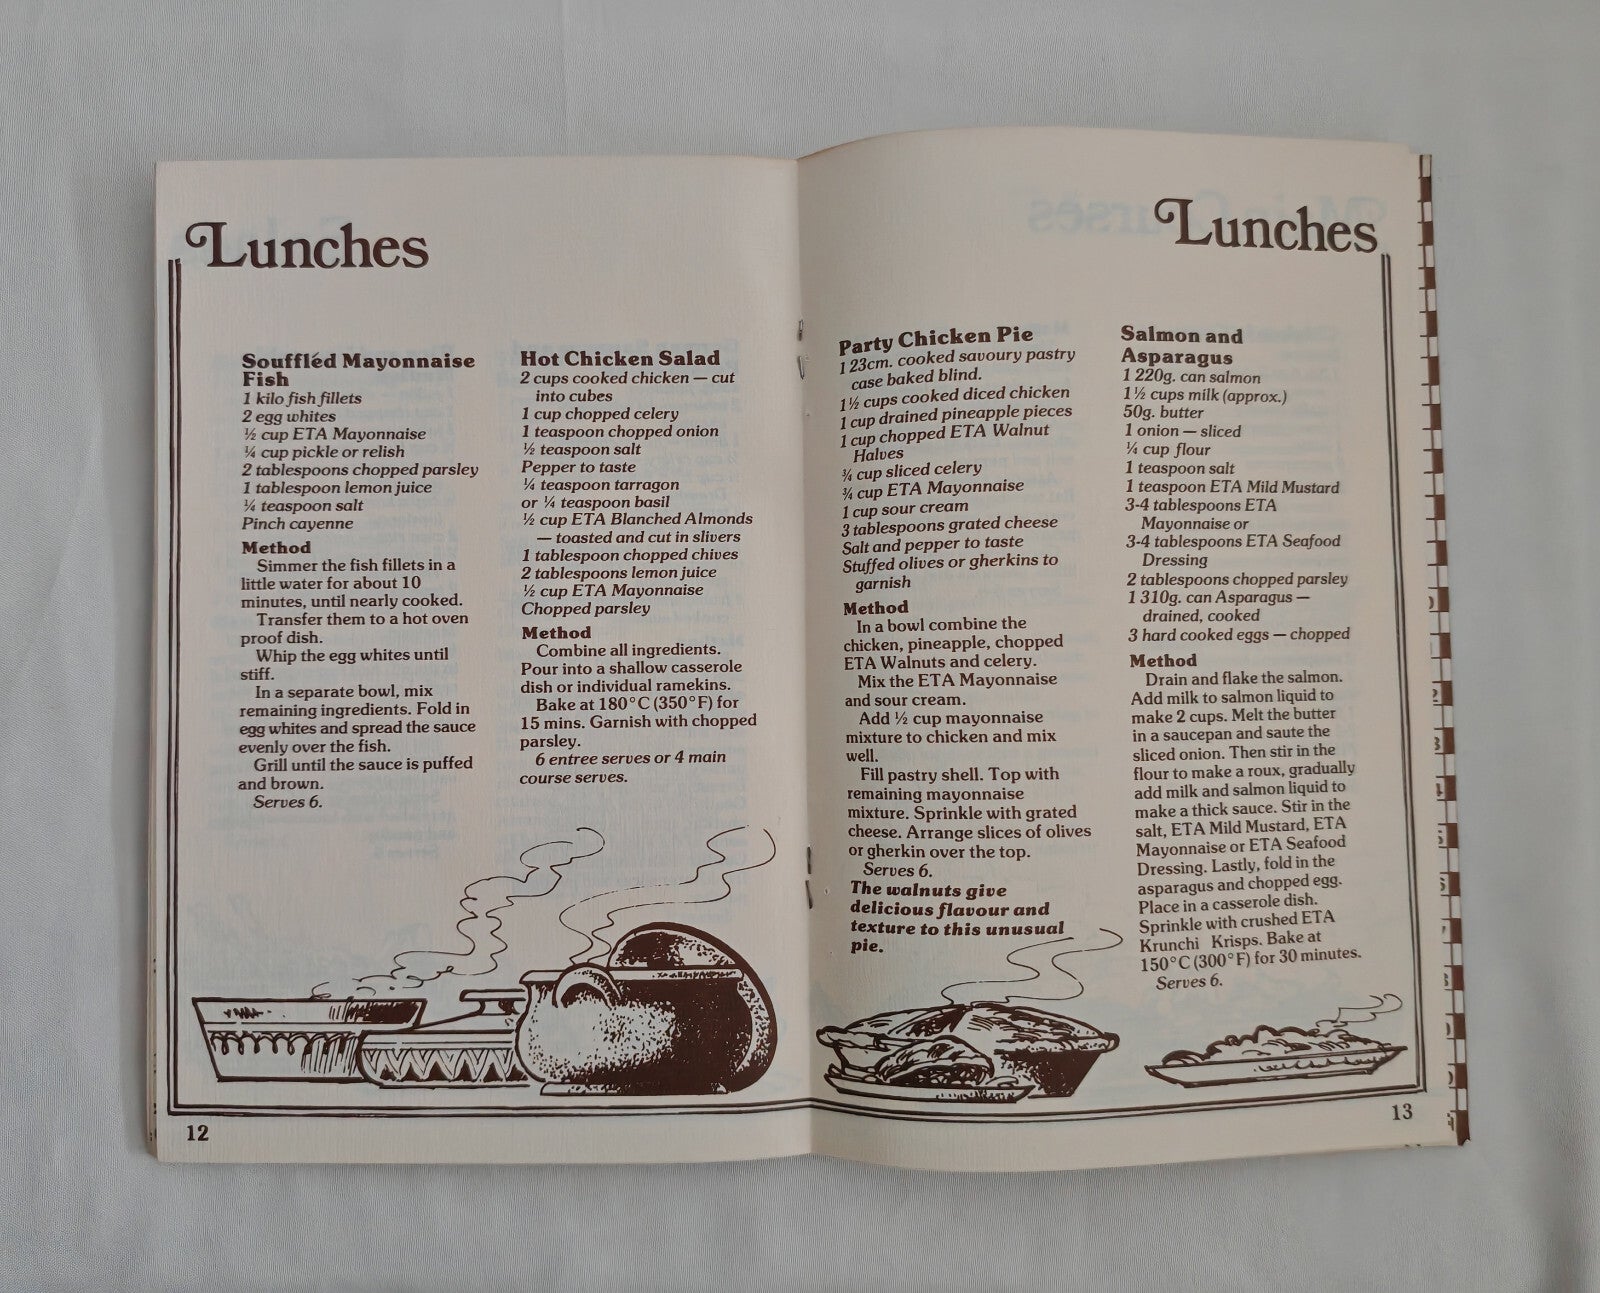 Lunches
Souffléd Mayonnaise
Fish
1 kilo fish fillets
2 egg whites
½ cup ETA Mayonnaise
¼ cup pickle or relish
2 tablespoons chopped parsley
1 tablespoon lemon juice
¼ teaspoon salt
Pinch cayenne
Method
Simmer the fish fillets in a
little water for about 10
minutes, until nearly cooked.
Transfer them to a hot oven
proof dish.
Whip the egg whites until
stiff.
In a separate bowl, mix
remaining ingredients. Fold in
egg whites and spread the sauce
evenly over the fish.
Grill until the sauce is puffed
and brown.
Serves 6.
Hot Chicken Salad
2 cups cooked chicken — cut
into cubes
1 cup chopped celery
1 teaspoon chopped onion
½ teaspoon salt
Pepper to taste
¼ teaspoon tarragon
or ¼ teaspoon basil
½ cup ETA Blanched Almonds
— toasted and cut in slivers
1 tablespoon chopped chives
2 tablespoons lemon juice
½ cup ETA Mayonnaise
Chopped parsley
Method
Combine all ingredients.
Pour into a shallow casserole
dish or individual ramekins.
Bake at 180°C (350°F) for
15 mins. Garnish with chopped
parsley.
6 entree serves or 4 main
course serves.
12
Lunches
Party Chicken Pie
1 23cm. cooked savoury pastry
case baked blind.
1½ cups cooked diced chicken
1 cup drained pineapple pieces
1 cup chopped ETA Walnut
Halves
¾ cup sliced celery
¾ cup ETA Mayonnaise
1 cup sour cream
3 tablespoons grated cheese
Salt and pepper to taste
Stuffed olives or gherkins to
garnish
Method
In a bowl combine the
chicken, pineapple, chopped
ETA Walnuts and celery.
Mix the ETA Mayonnaise
and sour cream.
Add ½ cup mayonnaise
mixture to chicken and mix
well.
Fill pastry shell. Top with
remaining mayonnaise
mixture. Sprinkle with grated
cheese. Arrange slices of olives
or gherkin over the top.
Serves 6.
The walnuts give
delicious flavour and
texture to this unusual
pie.
Salmon and
Asparagus
1 220g. can salmon
1½ cups milk (approx.)
50g. butter
1 onion — sliced
¼ cup flour
1 teaspoon salt
1 teaspoon ETA Mild Mustard
3-4 tablespoons ETA
Mayonnaise or
3-4 tablespoons ETA Seafood
Dressing
2 tablespoons chopped parsley
1 310g. can Asparagus —
drained, cooked
3 hard cooked eggs — chopped
Method
Drain and flake the salmon.
Add milk to salmon liquid to
make 2 cups. Melt the butter
in a saucepan and saute the
sliced onion. Then stir in the
flour to make a roux, gradually
add milk and salmon liquid to
make a thick sauce. Stir in the
salt, ETA Mild Mustard, ETA
Mayonnaise or ETA Seafood
Dressing. Lastly, fold in the
asparagus and chopped egg.
Place in a casserole dish.
Sprinkle with crushed ETA
Krunchi Krisps. Bake at
150°C (300°F) for 30 minutes.
Serves 6.
13